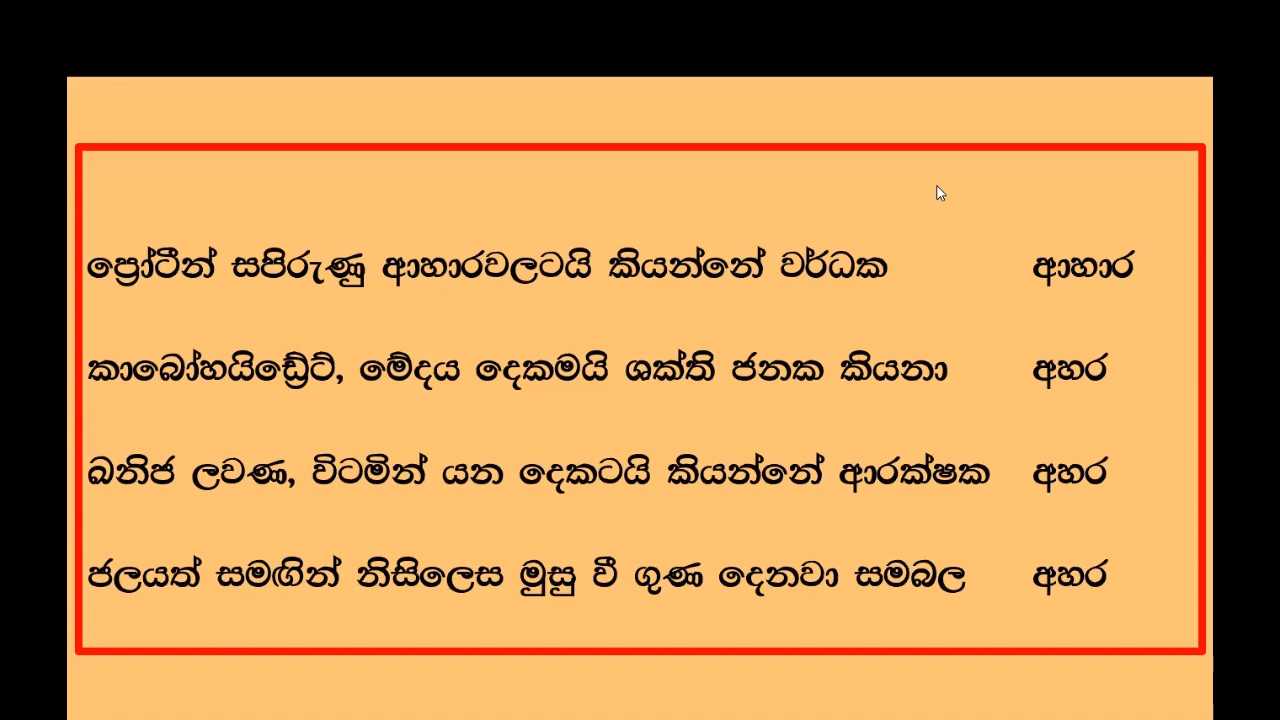 ප්‍රෝටීන් සපිරුණු ආහාරවලටයි කියන්නේ වර්ධක ආහාර
කාබෝහයිඩ්‍රේට්, මේදය දෙකමයි ශක්ති ජනක කියනා අහර
ඛනිජ ලවණ, විටමින් යන දෙකටයි කියන්නේ ආරක්ෂක අහර
ජලයත් සමඟින් නිසිලෙස මුසු වී ගුණ දෙනවා සමබල අහර